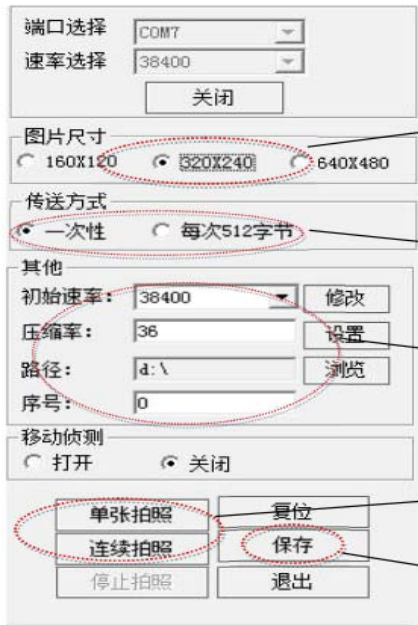 端口选择 COM7
速率选择 38400
关闭
图片尺寸
160X120 320X240 640X480
传送方式
一次性 每次512字节
其他
初始速率： 38400 修改
压缩率： 36 设置
路径： d:\ 浏览
序号： 0
移动侦测
打开 关闭
单张拍照 复位
连续拍照 保存
停止拍照 退出